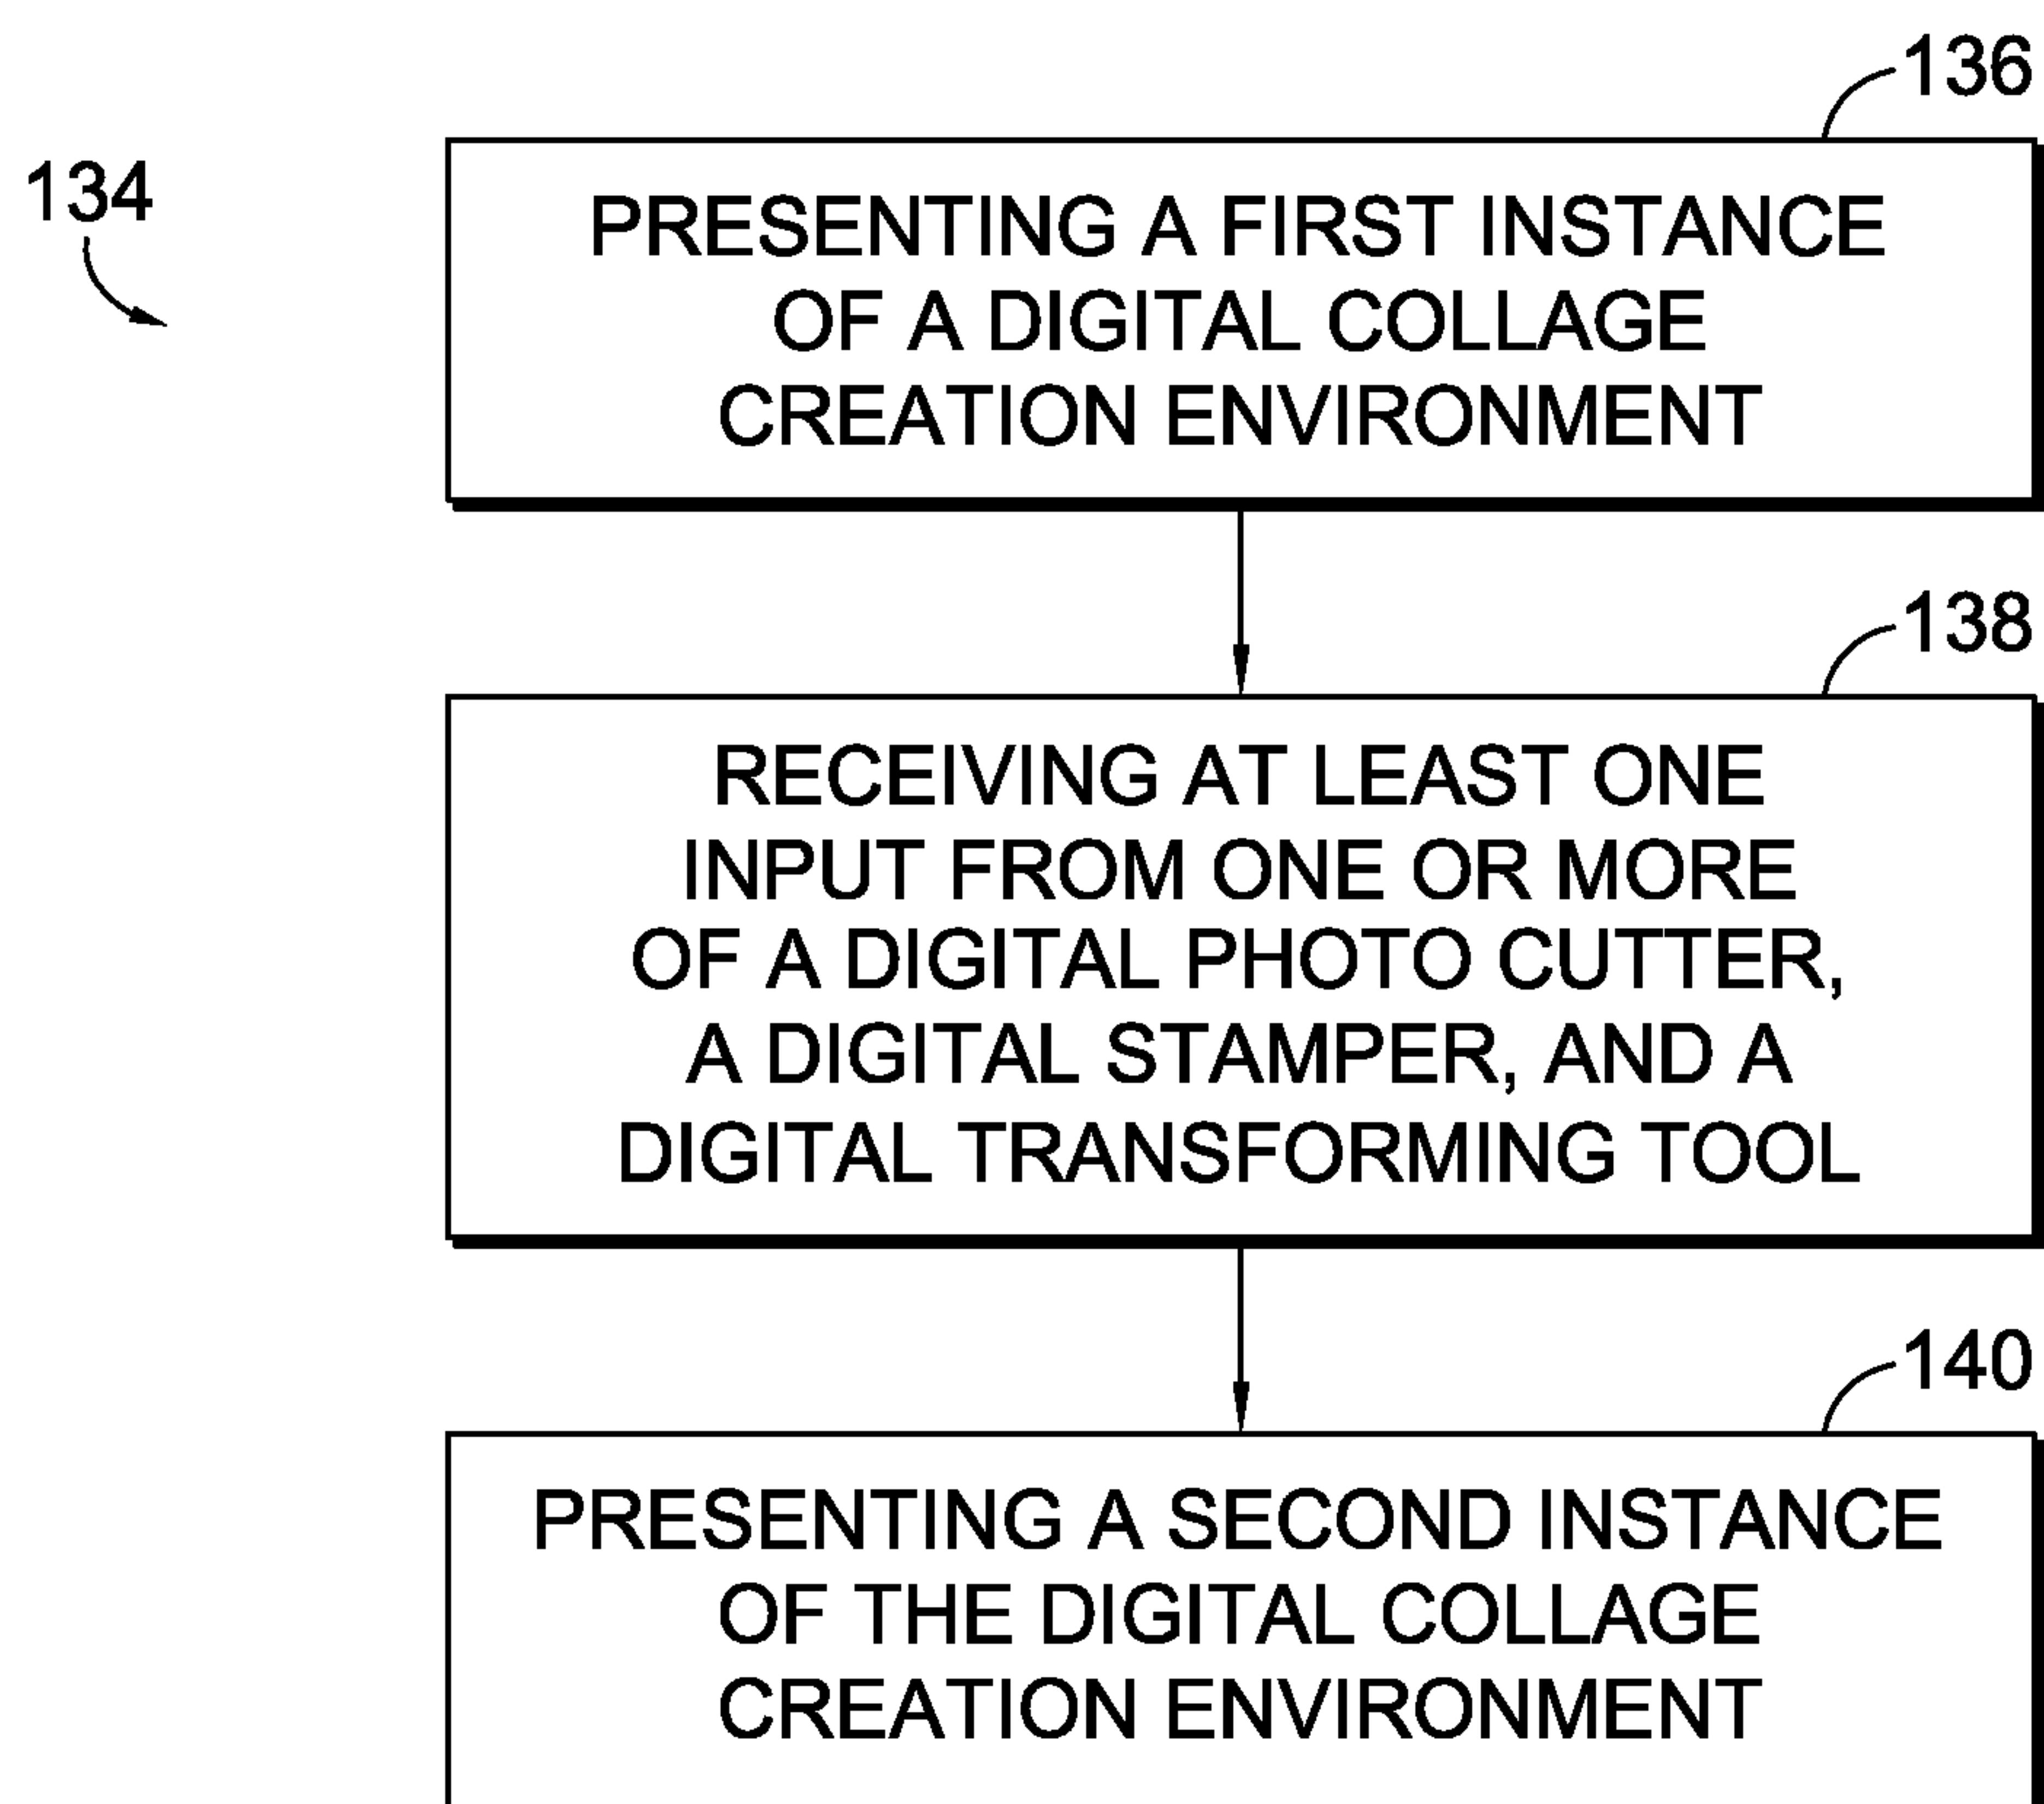 136
134
PRESENTING A FIRST INSTANCE
OF A DIGITAL COLLAGE
CREATION ENVIRONMENT
138
RECEIVING AT LEAST ONE
INPUT FROM ONE OR MORE
OF A DIGITAL PHOTO CUTTER,
A DIGITAL STAMPER, AND A
DIGITAL TRANSFORMING TOOL
140
PRESENTING A SECOND INSTANCE
OF THE DIGITAL COLLAGE
CREATION ENVIRONMENT